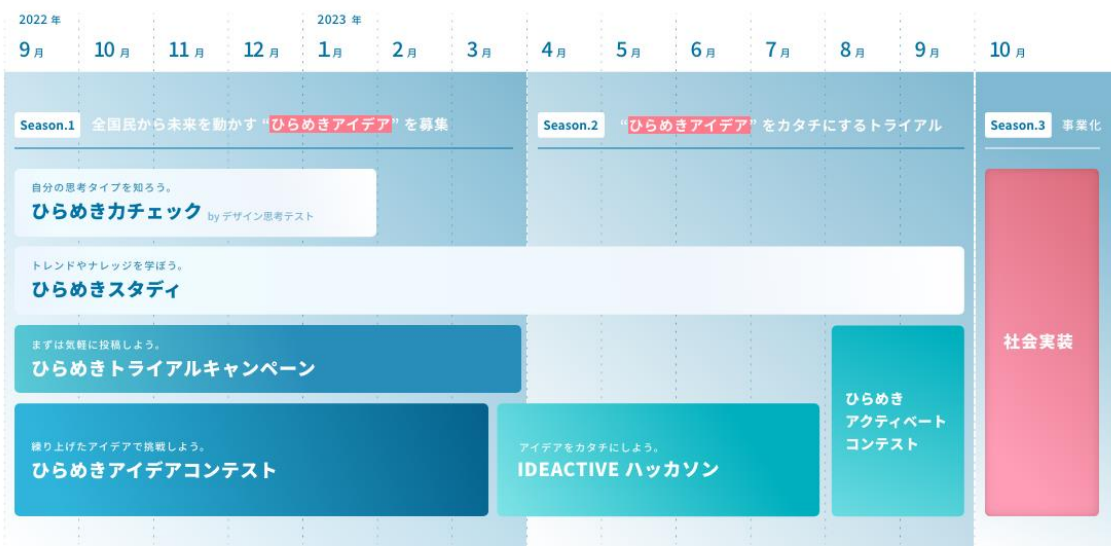 2022 年
2023 年
9 月
10 月
11 月
12 月
1 月
2 月
3 月
4 月
5 月
6 月
7 月
8 月
9 月
10 月
Season.1 全国民から未来を動かす “ひらめきアイデア” を募集
Season.2 “ひらめきアイデア” をカタチにするトライアル
Season.3 事業化
自分の思考タイプを知ろう。
ひらめき力チェック by デザイン思考テスト
トレンドやナレッジを学ぼう。
ひらめきスタディ
まずは気軽に投稿しよう。
ひらめきトライアルキャンペーン
練り上げたアイデアで挑戦しよう。
ひらめきアイデアコンテスト
アイデアをカタチにしよう。
IDEACTIVE ハッカソン
ひらめき
アクティベート
コンテスト
社会実装